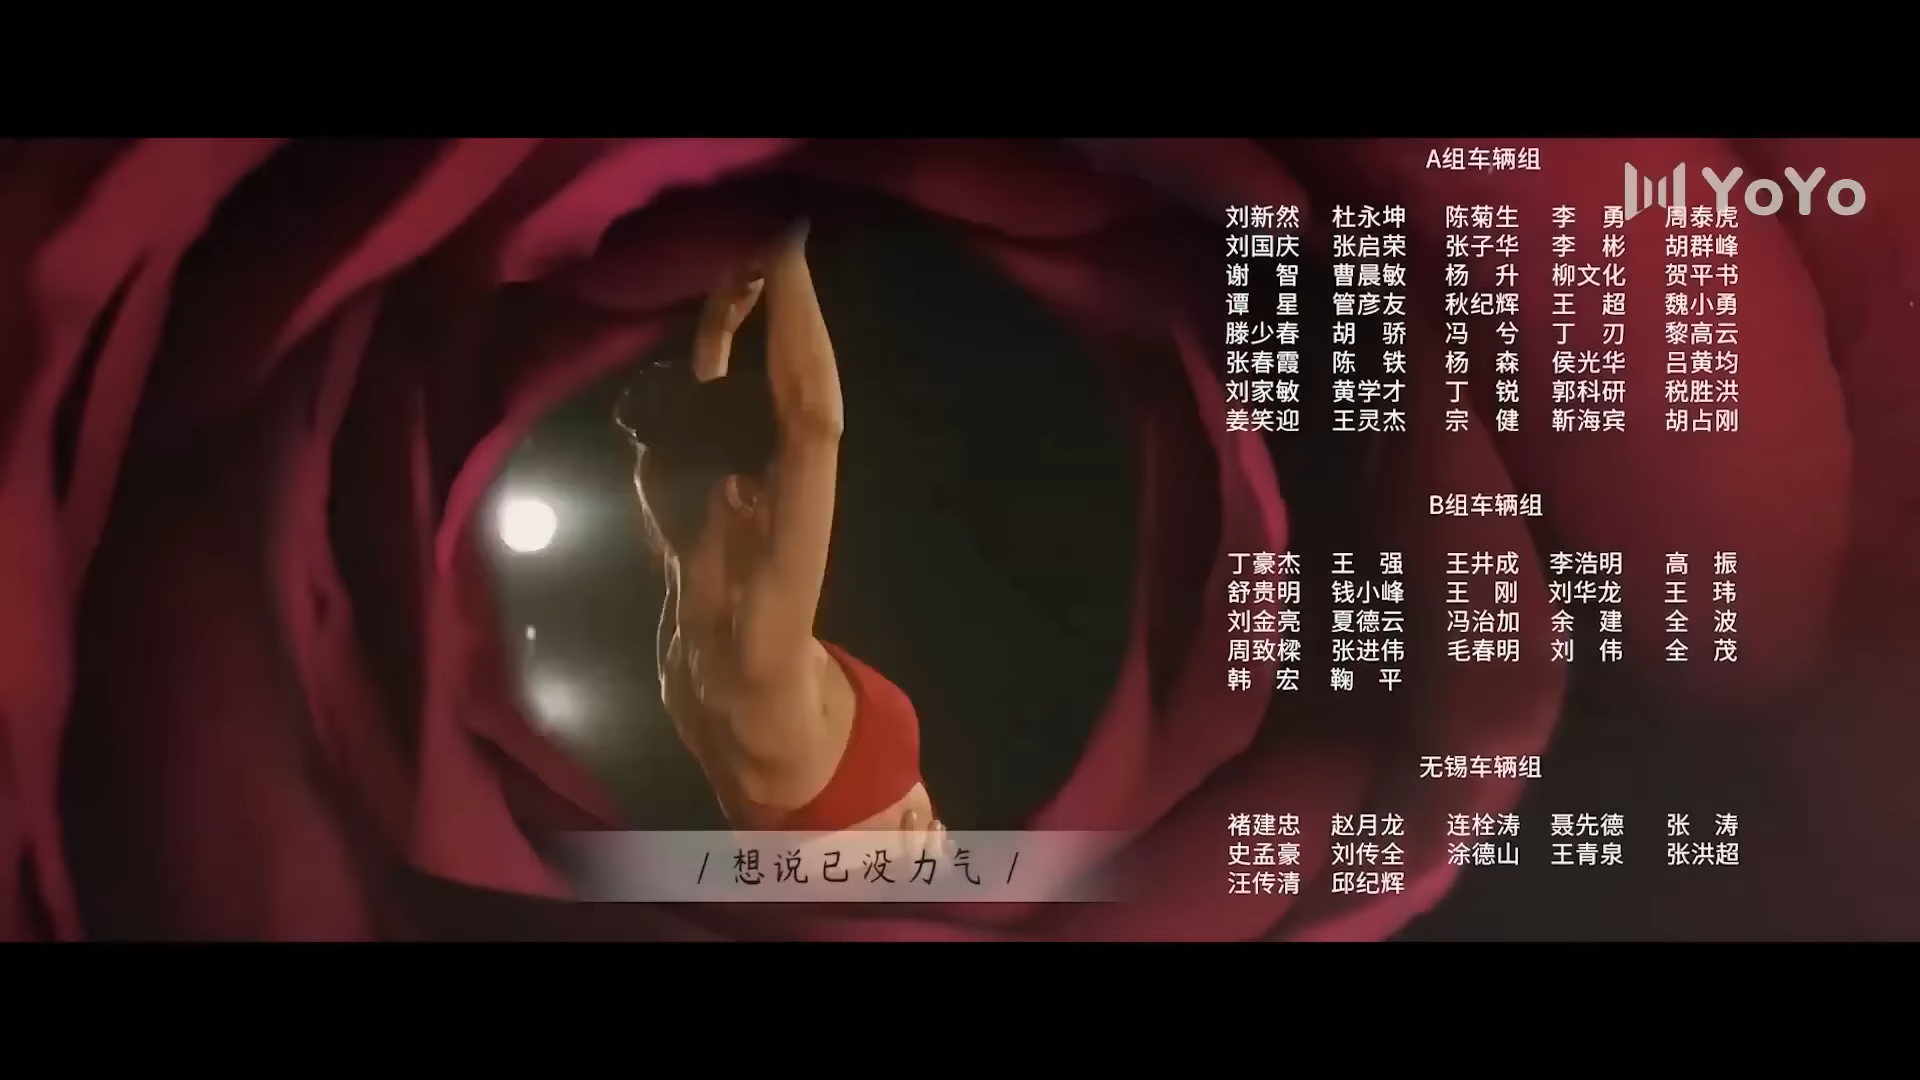 A组车辆组
YoYo
刘新然 杜永坤 陈菊生 李 勇 周泰虎
刘国庆 张启荣 张子华 李 彬 胡群峰
谢 智 曹晨敏 杨 升 柳文化 贺平书
谭 星 管彦友 秋纪辉 王 超 魏小勇
滕少春 胡 骄 冯 兮 丁 刃 黎高云
张春霞 陈 铁 杨 森 侯光华 吕黄均
刘家敏 黄学才 丁 锐 郭科研 税胜洪
姜笑迎 王灵杰 宗 健 靳海宾 胡占刚
B组车辆组
丁豪杰 王 强 王井成 李浩明 高 振
舒贵明 钱小峰 王 刚 刘华龙 王 玮
刘金亮 夏德云 冯治加 余 建 全 波
周致樑 张进伟 毛春明 刘 伟 全 茂
韩 宏 鞠 平
无锡车辆组
褚建忠 赵月龙 连栓涛 聂先德 张 涛
史孟豪 刘传全 涂德山 王青泉 张洪超
汪传清 邱纪辉
/ 想说已没力气 /